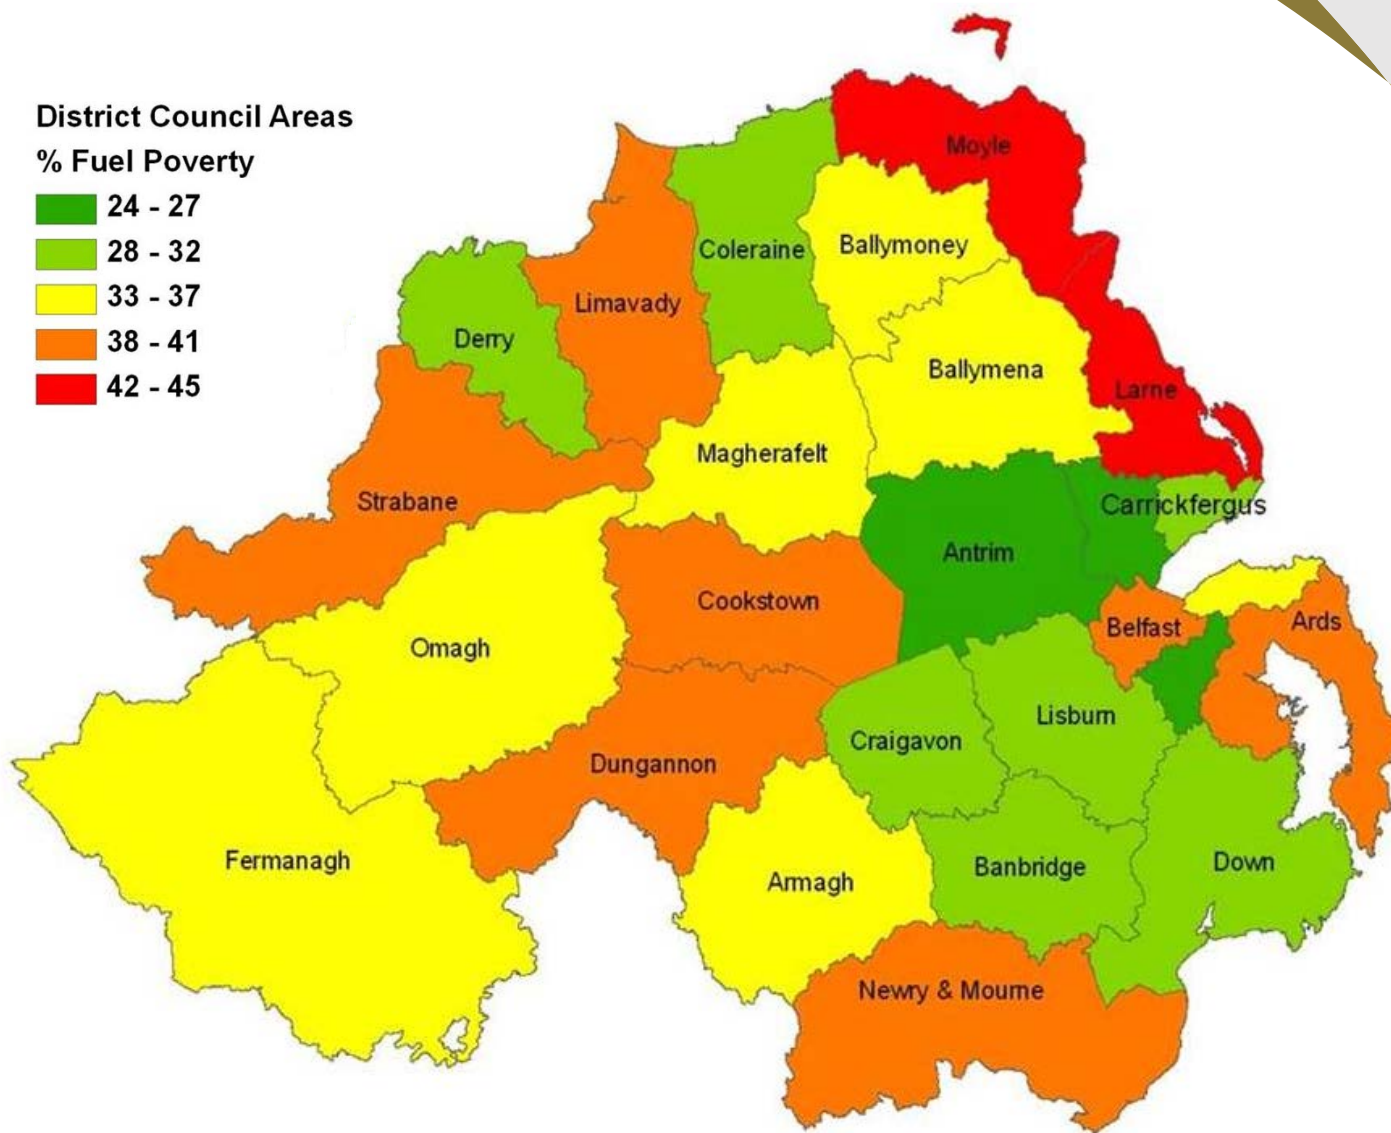 District Council Areas
% Fuel Poverty
24 - 27
28 - 32
33 - 37
38 - 41
42 - 45
Moyle
Coleraine
Ballymoney
Limavady
Derry
Ballymena
Larne
Magherafelt
Strabane
Carrickfergus
Antrim
Cookstown
Belfast
Ards
Omagh
Lisburn
Craigavon
Dungannon
Fermanagh
Armagh
Banbridge
Down
Newry & Mourne